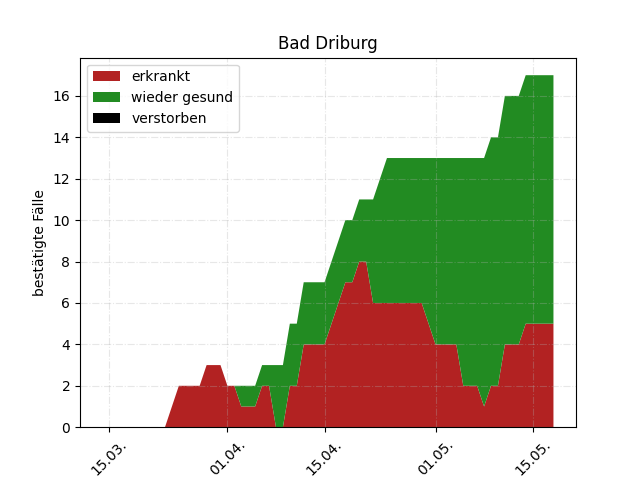 Bad Driburg
erkrankt
wieder gesund
verstorben
bestätigte Fälle
16
14
12
10
8
6
4
2
0
15.03.
01.04.
15.04.
01.05.
15.05.